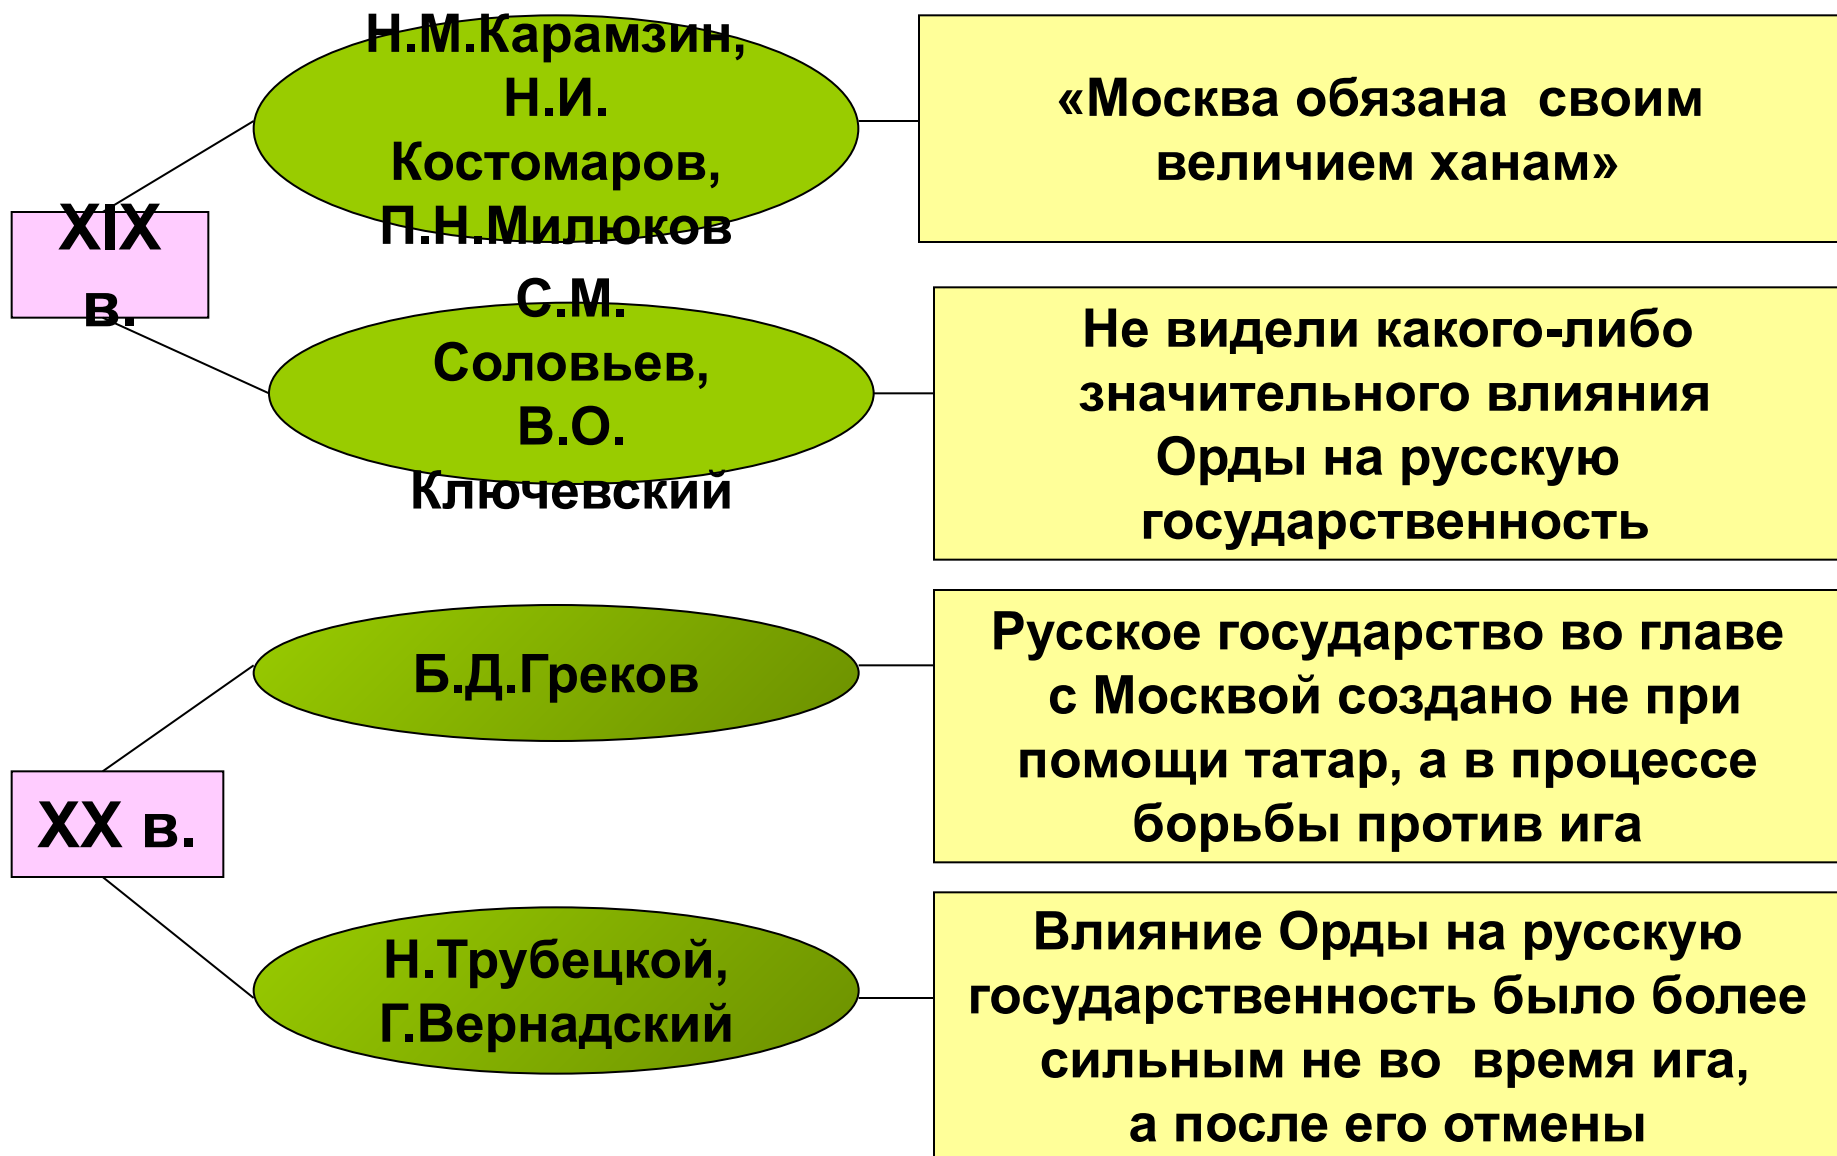 XIX
в.
Н.М.Карамзин,
Н.И.
Костомаров,
П.Н.Милюков
«Москва обязана своим
величием ханам»
С.М.
Соловьев,
В.О.
Ключевский
Не видели какого-либо
значительного влияния
Орды на русскую
государственность
XX в.
Б.Д.Греков
Русское государство во главе
с Москвой создано не при
помощи татар, а в процессе
борьбы против ига
Н.Трубецкой,
Г.Вернадский
Влияние Орды на русскую
государственность было более
сильным не во время ига,
а после его отмены